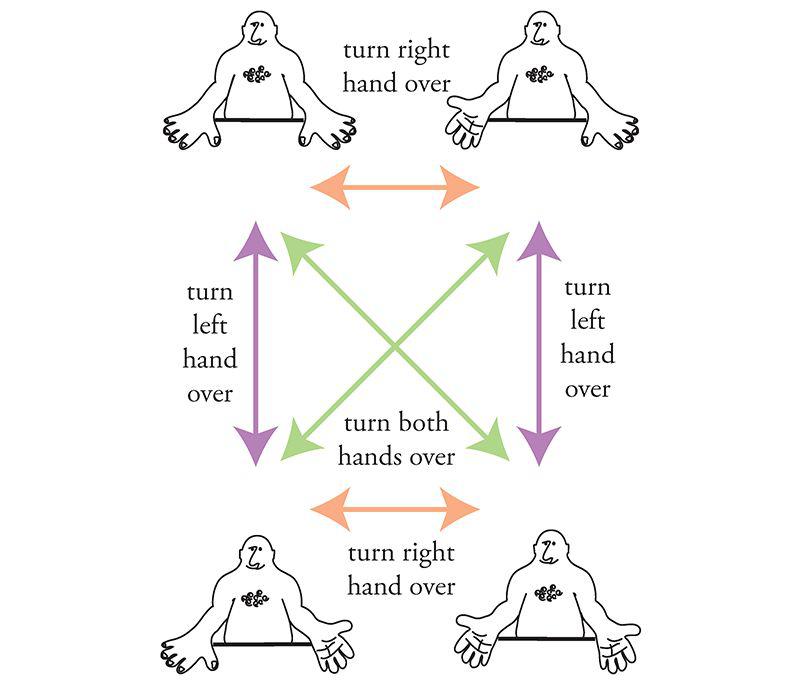 turn right
hand over
turn
left
hand
over
turn
left
hand
over
turn both
hands over
turn right
hand over